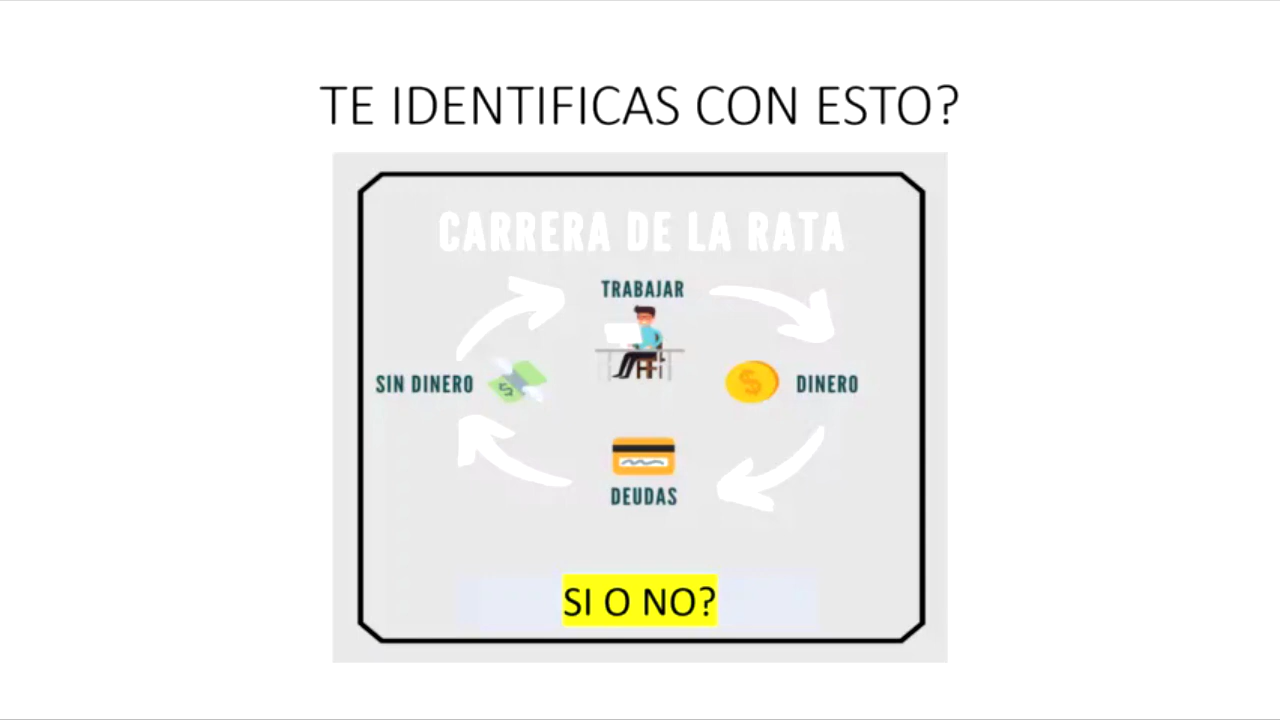 TE IDENTIFICAS CON ESTO?
CARRERA DE LA RATA
TRABAJAR
SIN DINERO
DINERO
DEUDAS
SI O NO?